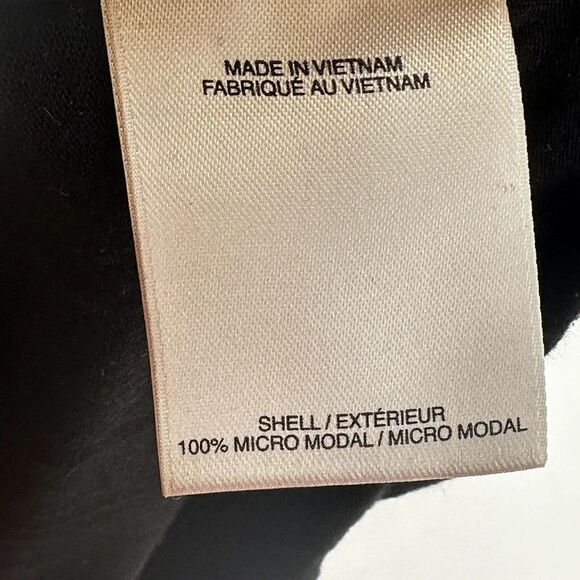 MADE IN VIETNAM
FABRIQUÉ AU VIETNAM
SHELL / EXTÉRIEUR
100% MICRO MODAL / MICRO MODAL